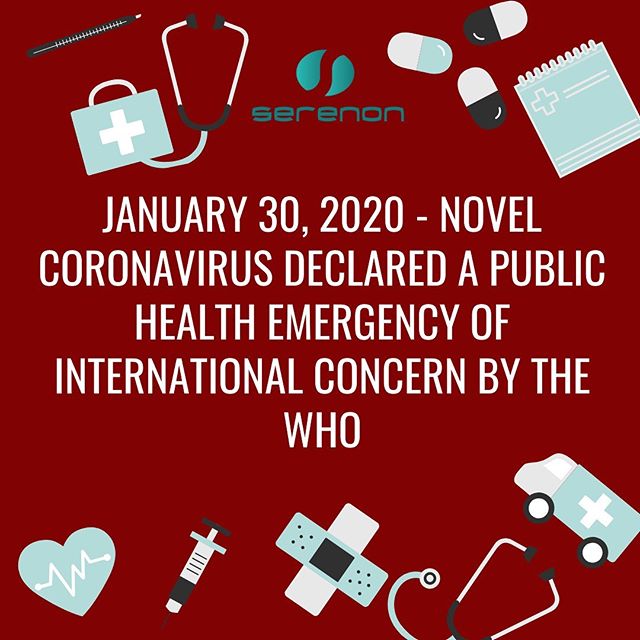 serenon
JANUARY 30, 2020 - NOVEL
CORONAVIRUS DECLARED A PUBLIC
HEALTH EMERGENCY OF
INTERNATIONAL CONCERN BY THE
WHO